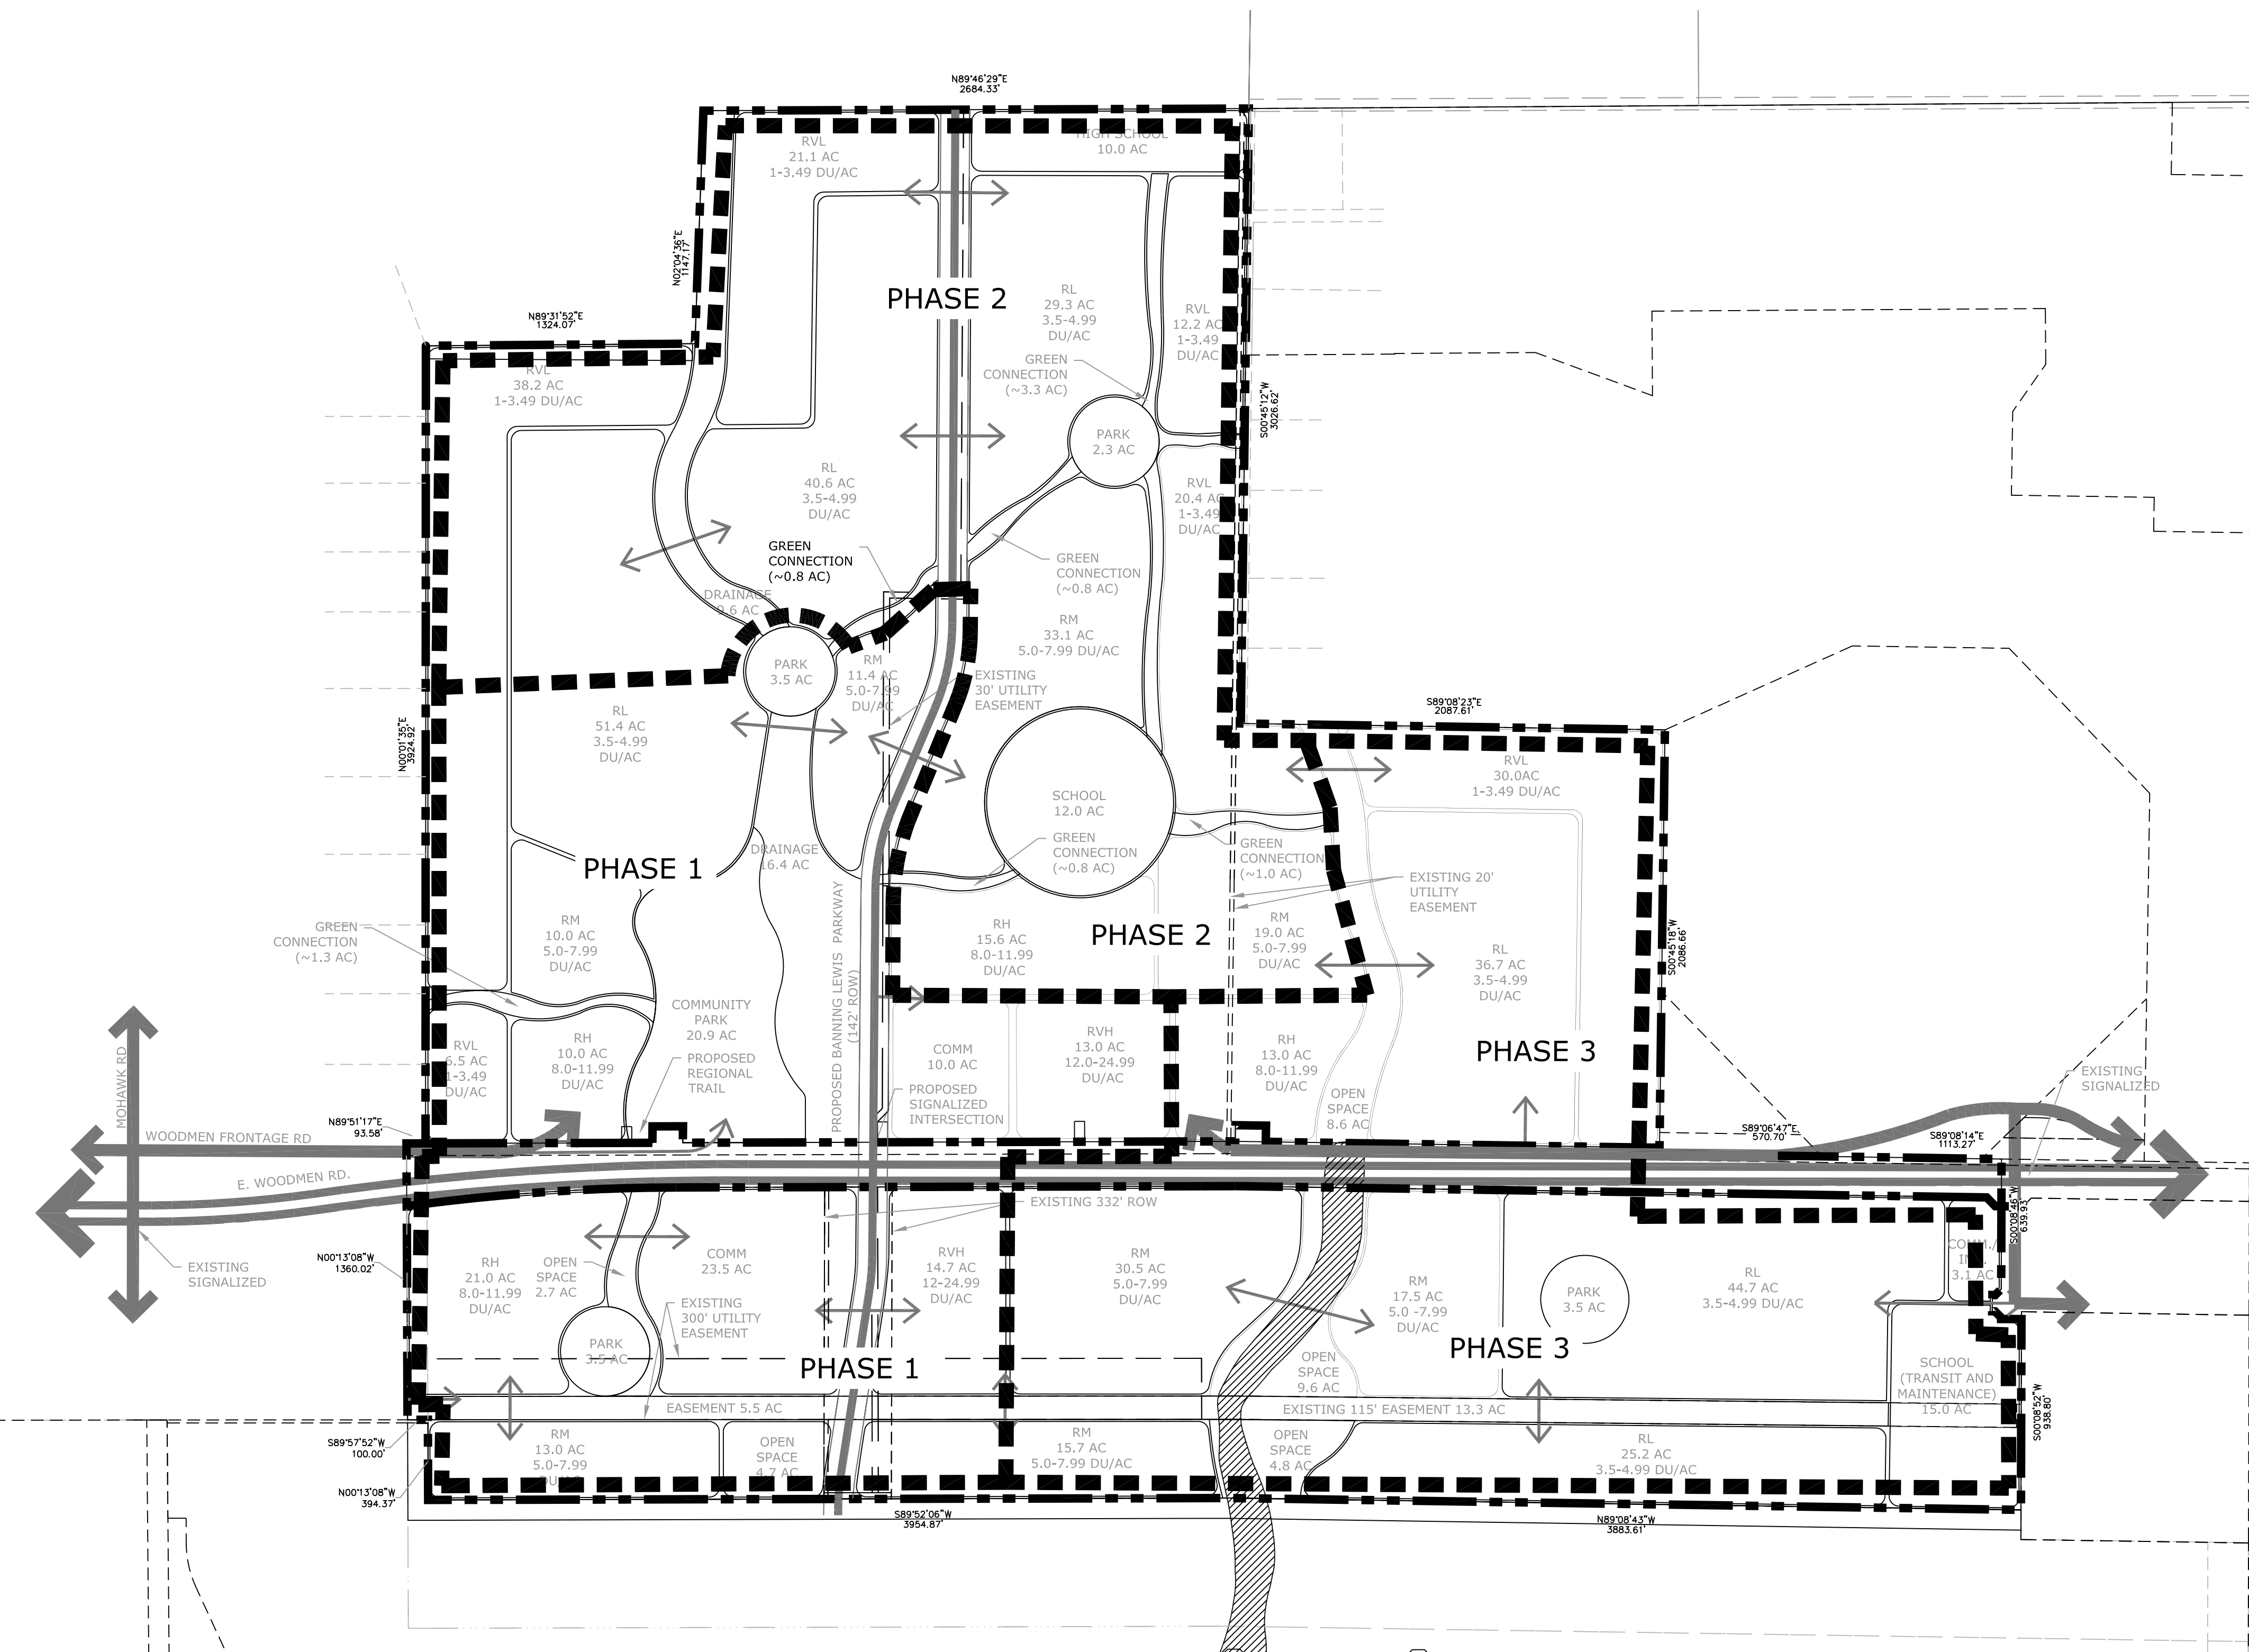 N89°46'29"E
2684.33'
HIGH SCHOOL
10.0 AC
RVL
21.1 AC
1-3.49 DU/AC
N02°04'36"E
1147.17'
PHASE 2
RL
29.3 AC
3.5-4.99
DU/AC
RVL
12.2 AC
1-3.49
DU/AC
N89°31'52"E
1324.07'
GREEN
CONNECTION
(~3.3 AC)
RVL
38.2 AC
1-3.49 DU/AC
S00°45'12"W
3026.62'
PARK
2.3 AC
RL
40.6 AC
3.5-4.99
DU/AC
RVL
20.4 AC
1-3.49
DU/AC
GREEN
CONNECTION
(~0.8 AC)
GREEN
CONNECTION
(~0.8 AC)
DRAINAGE
9.6 AC
RM
33.1 AC
5.0-7.99 DU/AC
PARK
3.5 AC
RM
11.4 AC
5.0-7.99
DU/AC
EXISTING
30' UTILITY
EASEMENT
N00°01'35"E
3924.92'
RL
51.4 AC
3.5-4.99
DU/AC
S89°08'23"E
2087.61'
RVL
30.0AC
1-3.49 DU/AC
SCHOOL
12.0 AC
PHASE 1
DRAINAGE
16.4 AC
GREEN
CONNECTION
(~0.8 AC)
GREEN
CONNECTION
(~1.0 AC)
EXISTING 20'
UTILITY
EASEMENT
PROPOSED BANNING LEWIS PARKWAY
(142' ROW)
GREEN
CONNECTION
(~1.3 AC)
RM
10.0 AC
5.0-7.99
DU/AC
RH
15.6 AC
8.0-11.99
DU/AC
PHASE 2
RM
19.0 AC
5.0-7.99
DU/AC
RL
36.7 AC
3.5-4.99
DU/AC
S00°45'18"W
2086.66'
COMMUNITY
PARK
20.9 AC
PROPOSED
REGIONAL
TRAIL
RVL
6.5 AC
1-3.49
DU/AC
RH
10.0 AC
8.0-11.99
DU/AC
COMM
10.0 AC
RVH
13.0 AC
12.0-24.99
DU/AC
RH
13.0 AC
8.0-11.99
DU/AC
PHASE 3
PROPOSED
SIGNALIZED
INTERSECTION
OPEN
SPACE
8.6 AC
EXISTING
SIGNALIZED
MOHAWK RD
N89°51'17"E
93.58'
WOODMEN FRONTAGE RD
E. WOODMEN RD.
S89°06'47"E
570.70'
S89°08'14"E
1113.27'
S00°08'46"W
639.93'
EXISTING 332' ROW
N00°13'08"W
1360.02'
EXISTING
SIGNALIZED
RH
21.0 AC
8.0-11.99
DU/AC
OPEN
SPACE
2.7 AC
COMM
23.5 AC
RVH
14.7 AC
12-24.99
DU/AC
RM
30.5 AC
5.0-7.99
DU/AC
RM
17.5 AC
5.0 -7.99
DU/AC
PARK
3.5 AC
RL
44.7 AC
3.5-4.99 DU/AC
COMM./
3.1 AC
EXISTING
300' UTILITY
EASEMENT
PARK
3.5 AC
PHASE 1
PHASE 3
OPEN
SPACE
9.6 AC
SCHOOL
(TRANSIT AND
MAINTENANCE)
15.0 AC
S00°08'52"W
938.80'
EASEMENT 5.5 AC
EXISTING 115' EASEMENT 13.3 AC
S89°57'52"W
100.00'
RM
13.0 AC
5.0-7.99
DU/AC
OPEN
SPACE
4.7 AC
RM
15.7 AC
5.0-7.99 DU/AC
OPEN
SPACE
4.8 AC
RL
25.2 AC
3.5-4.99 DU/AC
N00°13'08"W
394.37'
S89°52'06"W
3954.87'
N89°08'43"W
3883.61'